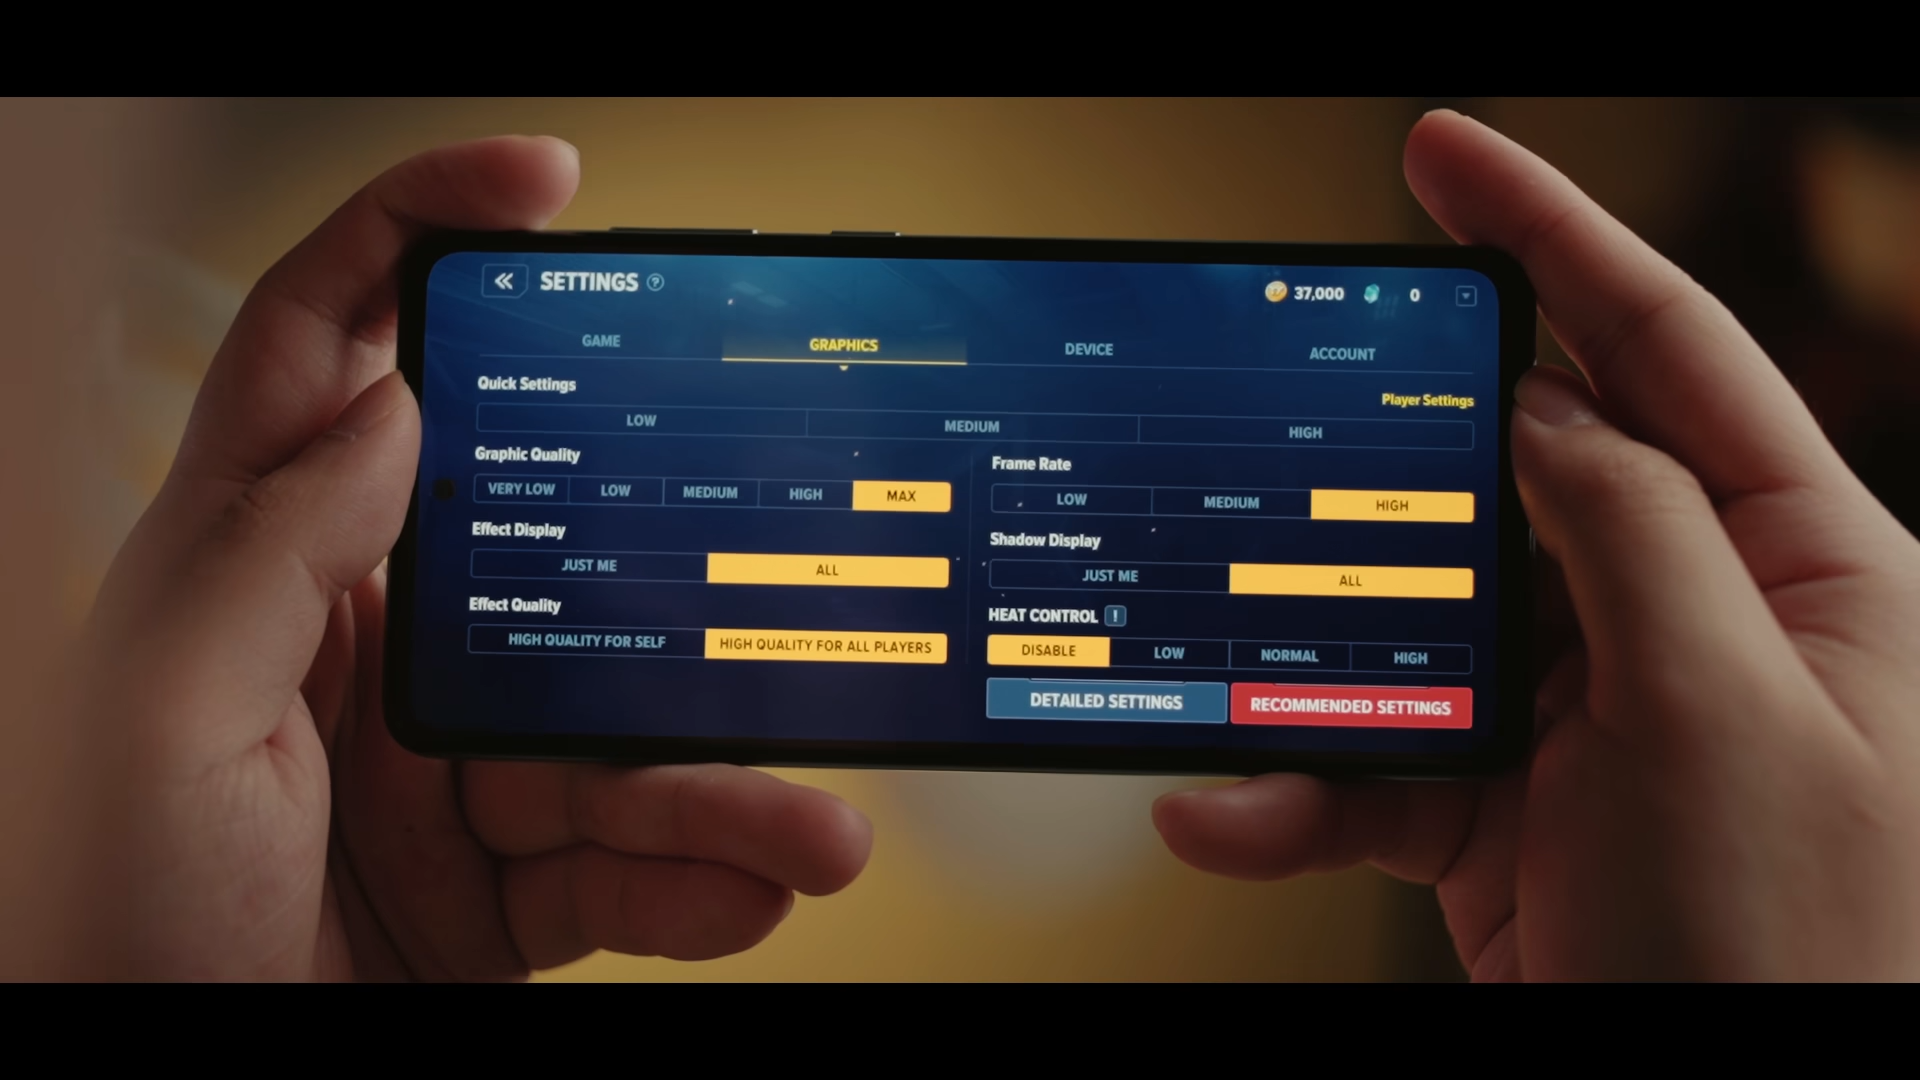 SETTINGS ?
37,000 0
GAME GRAPHICS DEVICE ACCOUNT
Quick Settings
Player Settings
LOW MEDIUM HIGH
Graphic Quality
VERY LOW LOW MEDIUM HIGH MAX
Effect Display
JUST ME ALL
Effect Quality
HIGH QUALITY FOR SELF HIGH QUALITY FOR ALL PLAYERS
Frame Rate
LOW MEDIUM HIGH
Shadow Display
JUST ME ALL
HEAT CONTROL !
DISABLE LOW NORMAL HIGH
DETAILED SETTINGS RECOMMENDED SETTINGS